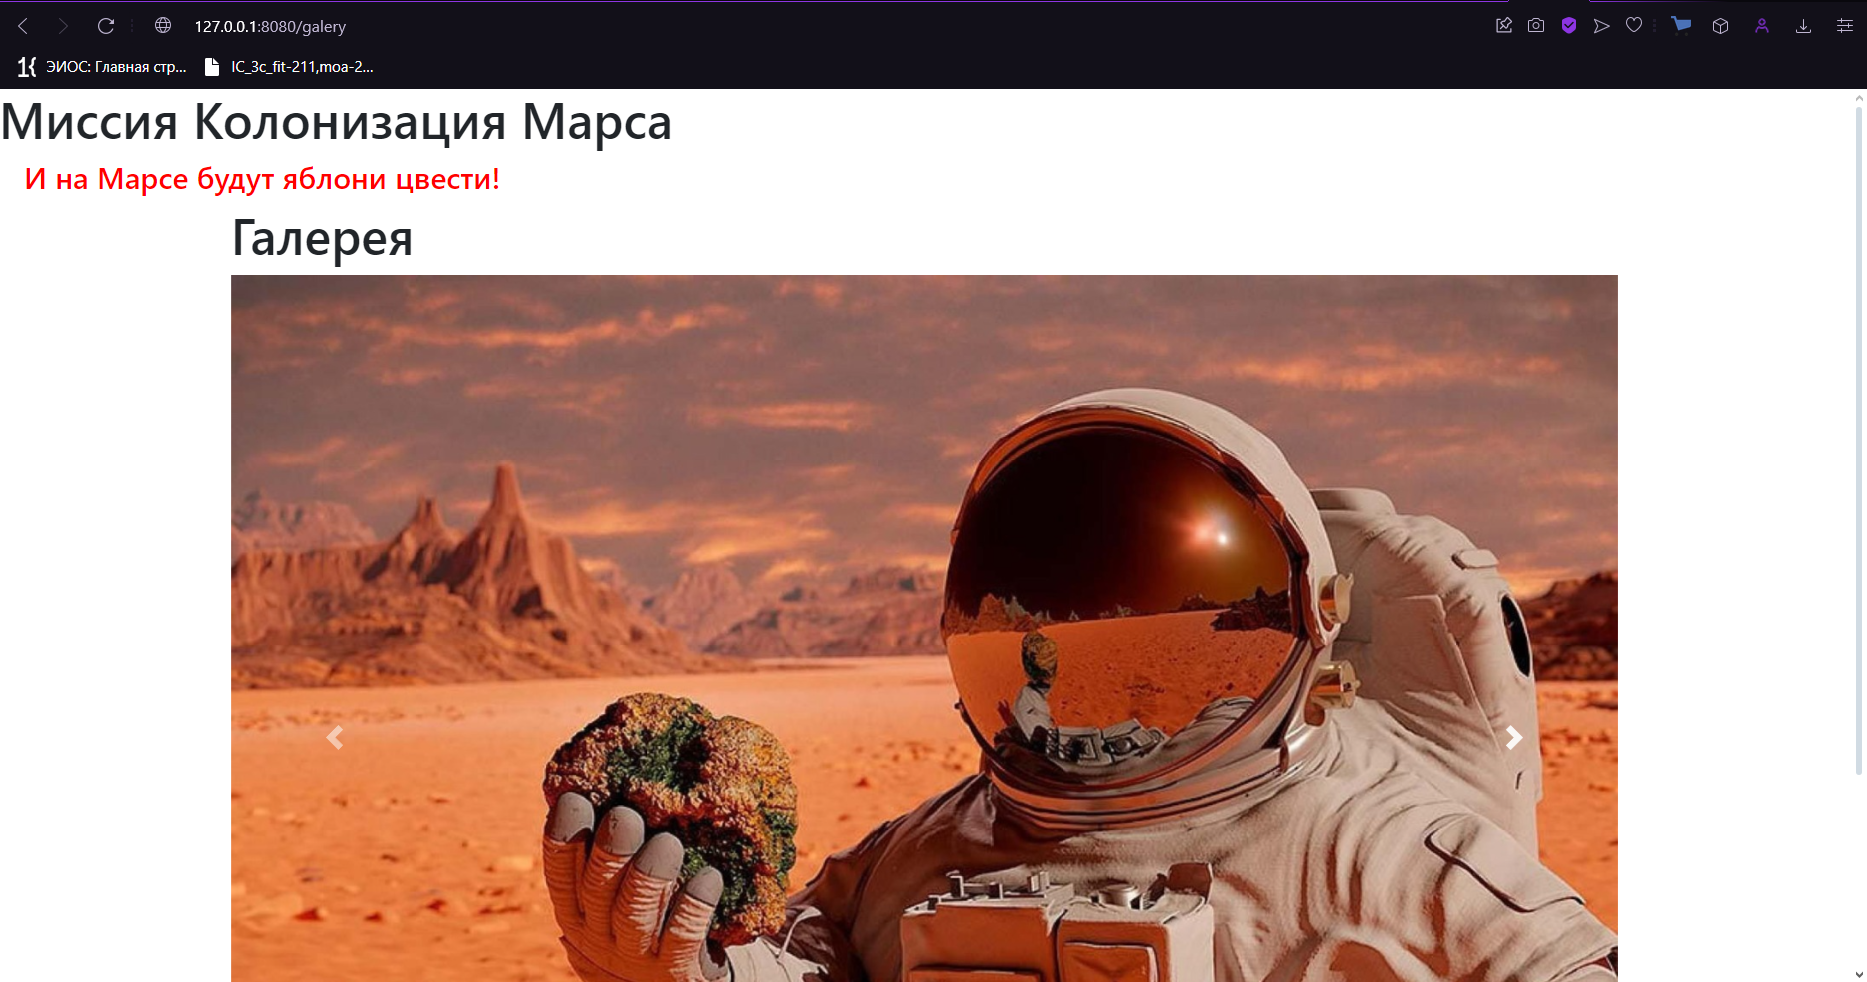 127.0.0.1:8080/galery
ЭИОС: Главная стр...
IC_3c_fit-211,moa-2...
Миссия Колонизация Марса
И на Марсе будут яблони цвести!
Галерея